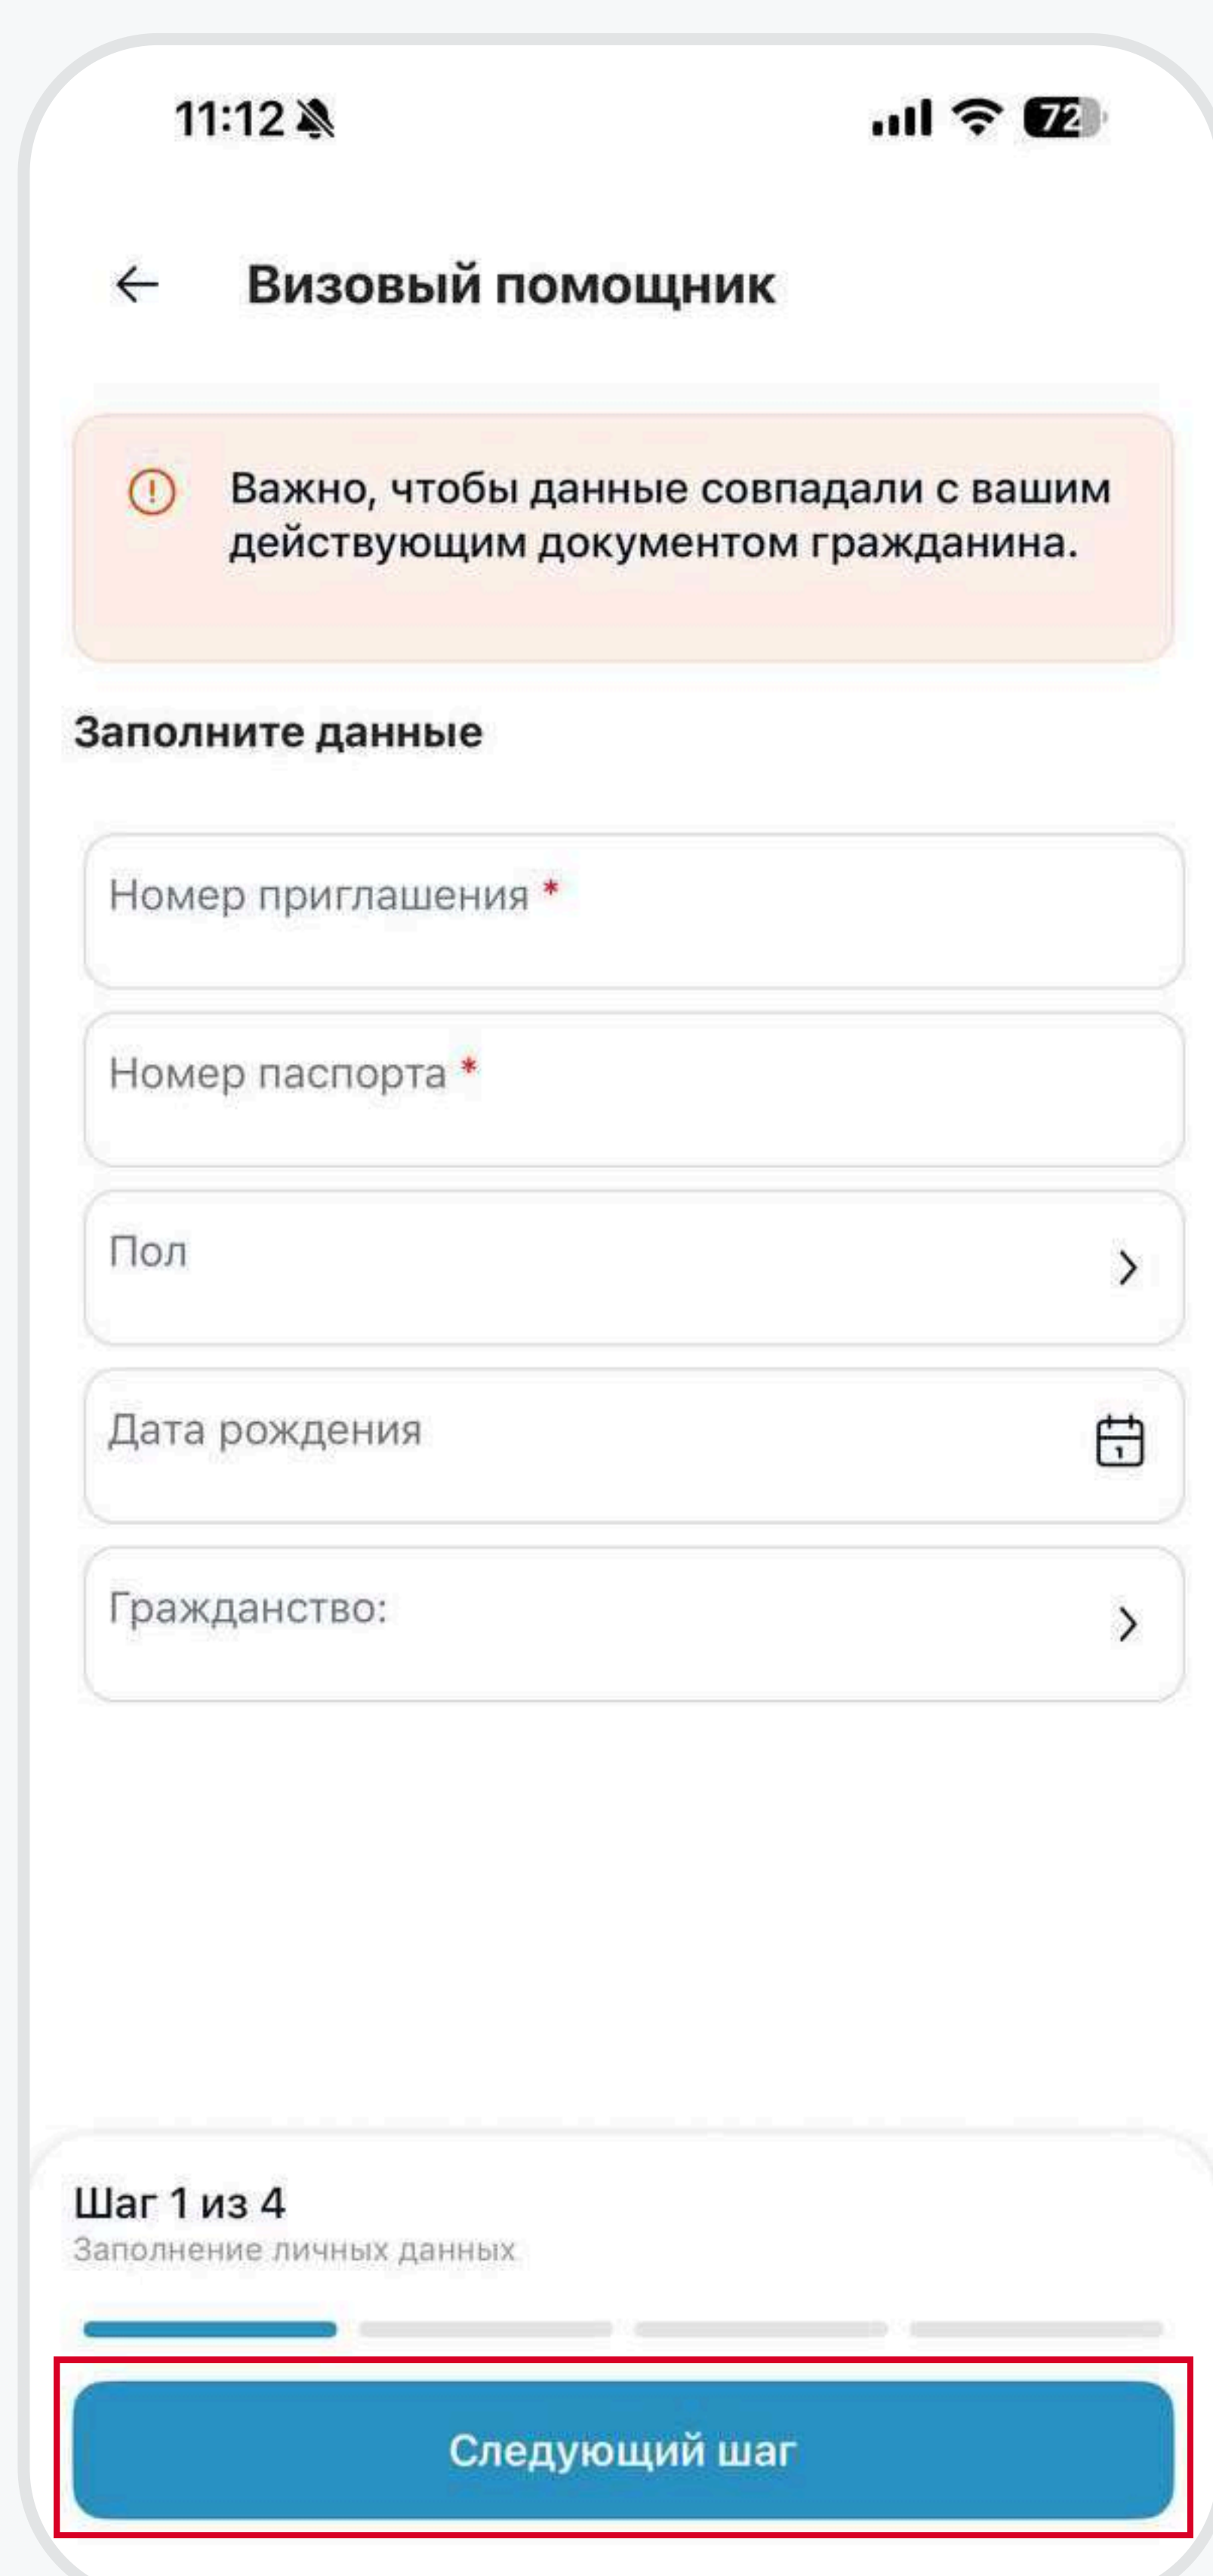 11:12
72
Визовый помощник
Важно, чтобы данные совпадали с вашим
действующим документом гражданина.
Заполните данные
Номер приглашения *
Номер паспорта *
Пол
Дата рождения
1
Гражданство:
Шаг 1 из 4
Заполнение личных данных
Следующий шаг